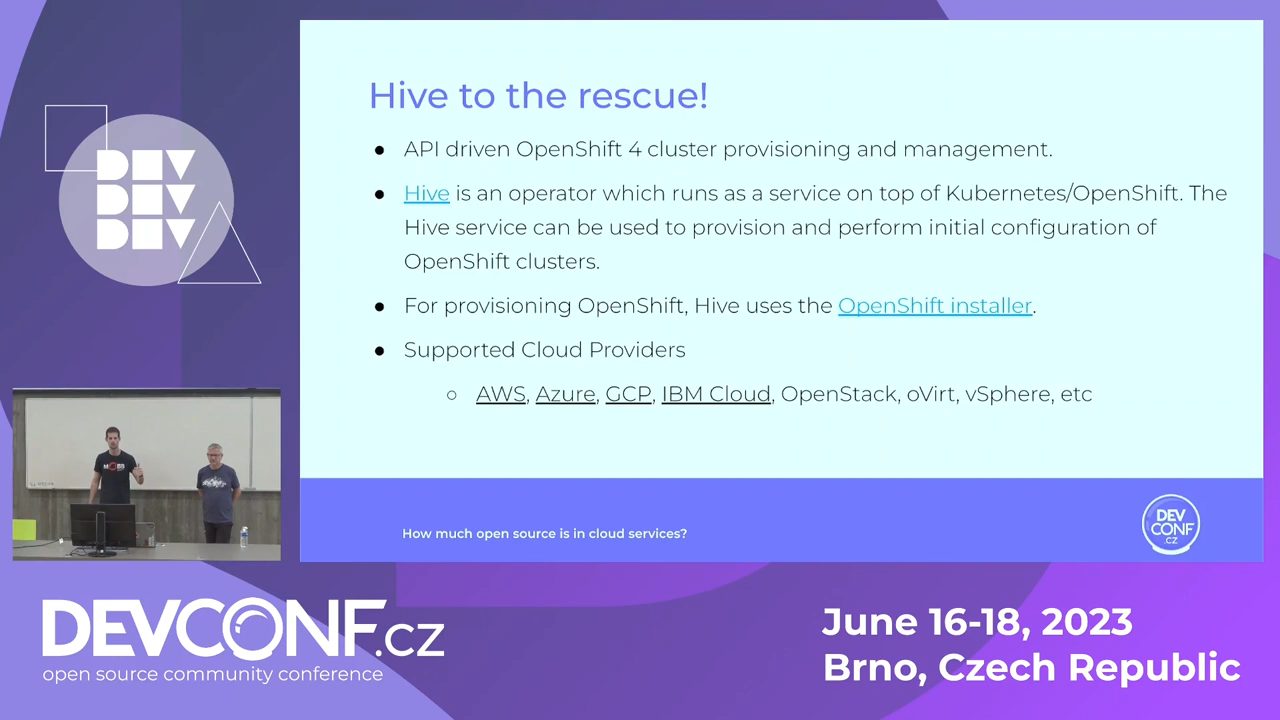 Hive to the rescue!
● API driven OpenShift 4 cluster provisioning and management.
● Hive is an operator which runs as a service on top of Kubernetes/OpenShift. The
Hive service can be used to provision and perform initial configuration of
OpenShift clusters.
● For provisioning OpenShift, Hive uses the OpenShift installer.
● Supported Cloud Providers
○ AWS, Azure, GCP, IBM Cloud, OpenStack, oVirt, vSphere, etc
How much open source is in cloud services?
DEV
CONF
.CZ
DEV
DEV
DEV
DEVCONF.CZ
open source community conference
June 16-18, 2023
Brno, Czech Republic